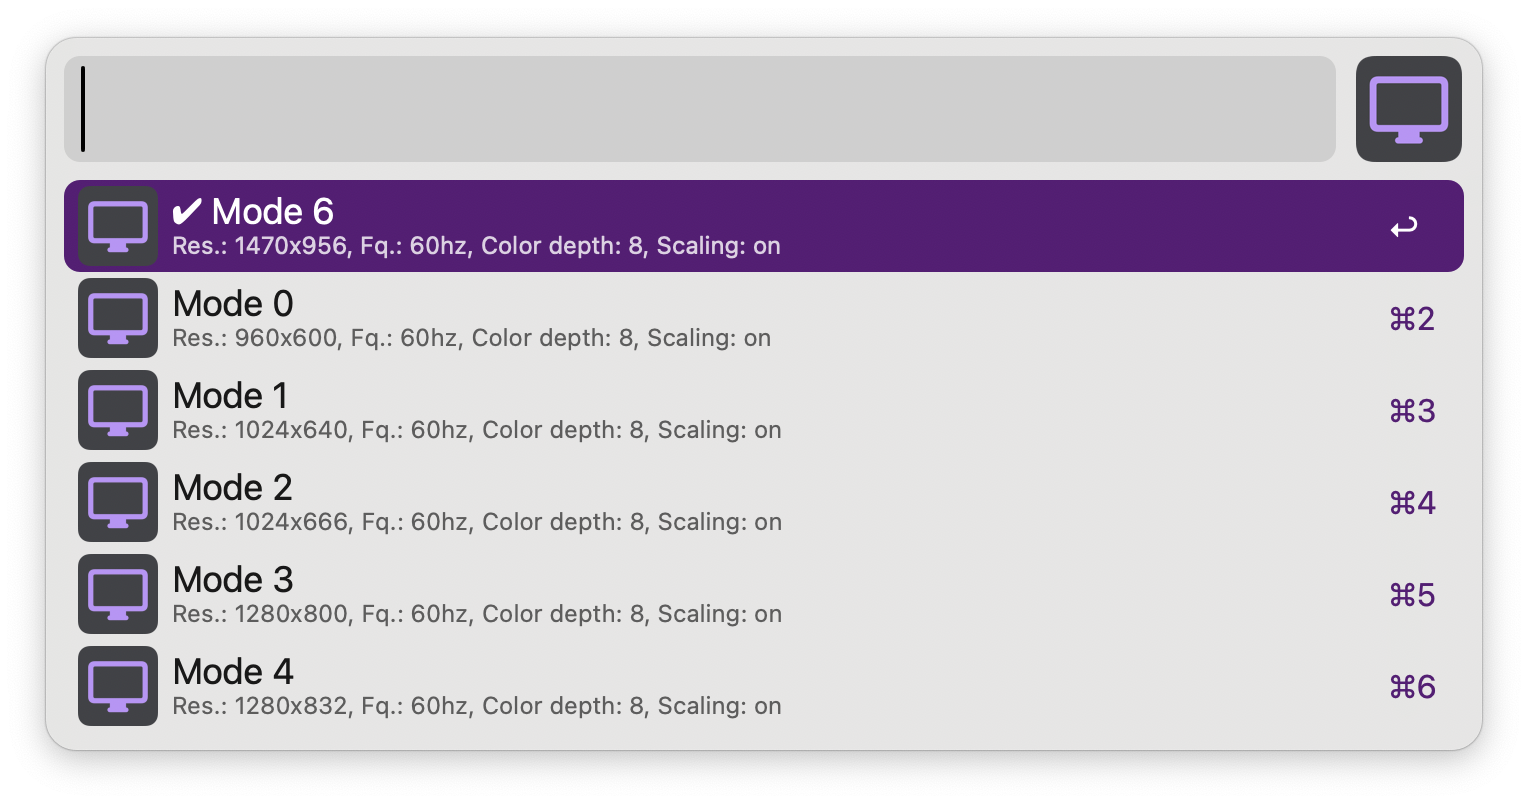 ✔ Mode 6
Res.: 1470x956, Fq.: 60hz, Color depth: 8, Scaling: on
Mode 0
Res.: 960x600, Fq.: 60hz, Color depth: 8, Scaling: on
⌘2
Mode 1
Res.: 1024x640, Fq.: 60hz, Color depth: 8, Scaling: on
⌘3
Mode 2
Res.: 1024x666, Fq.: 60hz, Color depth: 8, Scaling: on
⌘4
Mode 3
Res.: 1280x800, Fq.: 60hz, Color depth: 8, Scaling: on
⌘5
Mode 4
Res.: 1280x832, Fq.: 60hz, Color depth: 8, Scaling: on
⌘6